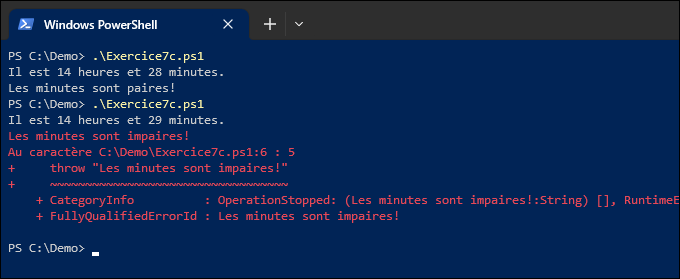 Windows PowerShell
PS C:\Demo> .\Exercice7c.ps1
Il est 14 heures et 28 minutes.
Les minutes sont paires!
PS C:\Demo> .\Exercice7c.ps1
Il est 14 heures et 29 minutes.
Les minutes sont impaires!
Au caractère C:\Demo\Exercice7c.ps1:6 : 5
+     throw "Les minutes sont impaires!"
+     ~~~~~~~~~~~~~~~~~~~~~~~~~~~~~~~~~~
    + CategoryInfo          : OperationStopped: (Les minutes sont impaires!:String) [], RuntimeE
    + FullyQualifiedErrorId : Les minutes sont impaires!
PS C:\Demo>